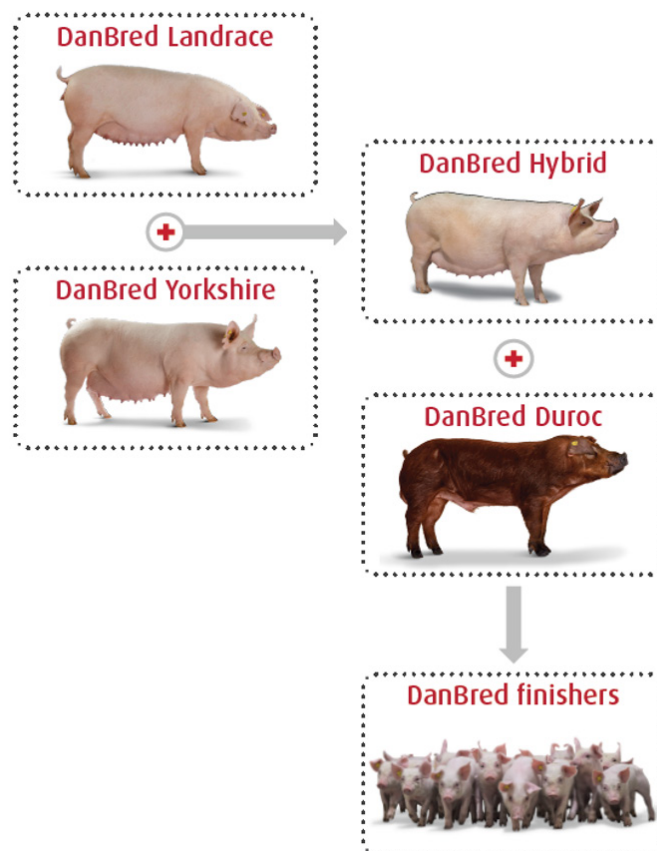 DanBred Landrace
DanBred Yorkshire
DanBred Hybrid
DanBred Duroc
DanBred finishers